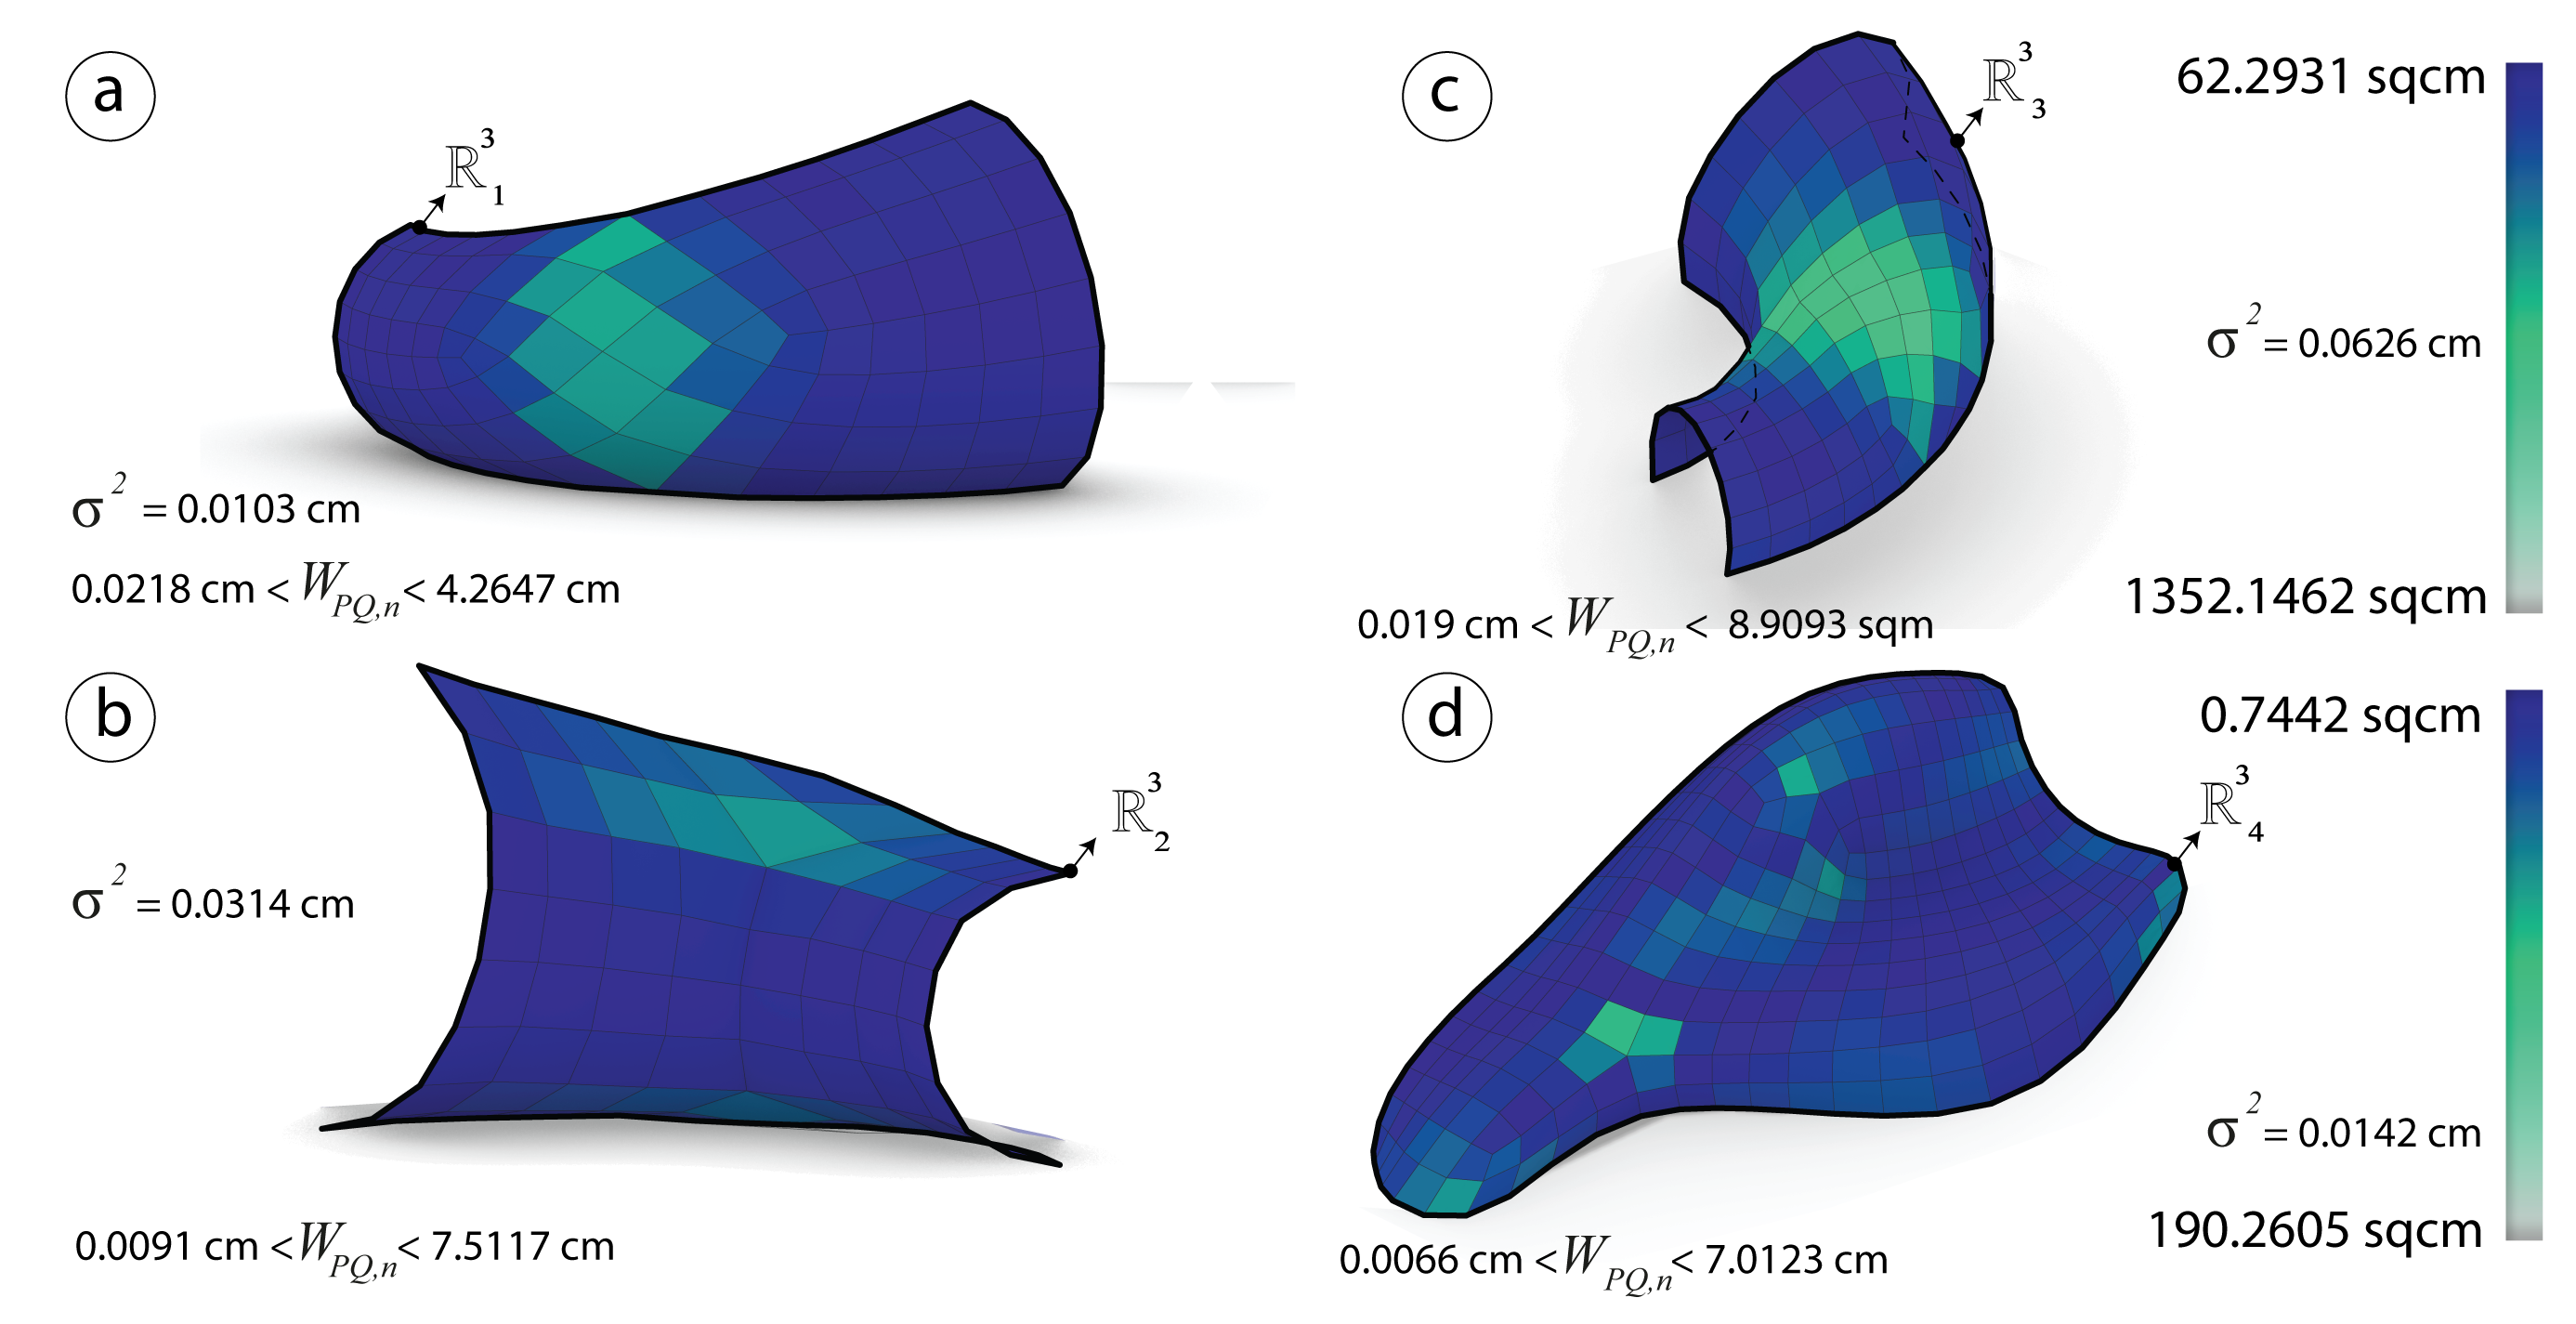 a
ℝ³₁
σ² = 0.0103 cm
0.0218 cm < W_PQ,n < 4.2647 cm
b
ℝ³₂
σ² = 0.0314 cm
0.0091 cm < W_PQ,n < 7.5117 cm
c
ℝ³₃
62.2931 sqcm
σ² = 0.0626 cm
1352.1462 sqcm
0.019 cm < W_PQ,n < 8.9093 sqm
d
0.7442 sqcm
ℝ³₄
σ² = 0.0142 cm
190.2605 sqcm
0.0066 cm < W_PQ,n < 7.0123 cm